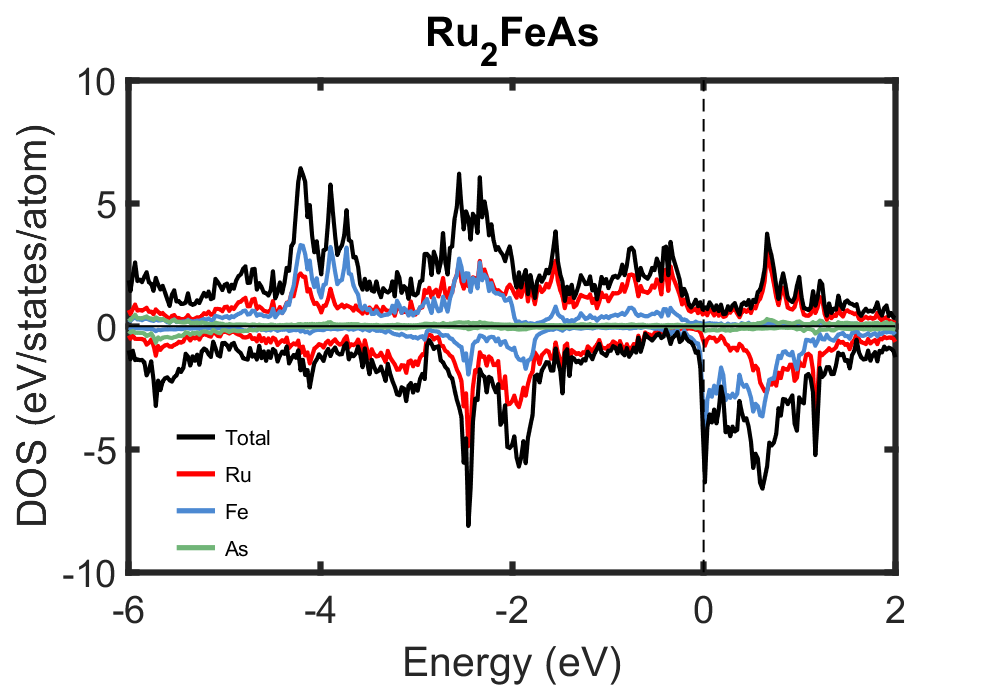 Ru₂FeAs
DOS (eV/states/atom)
10
5
0
-5
-10
Total
Ru
Fe
As
-6 -4 -2 0 2
Energy (eV)